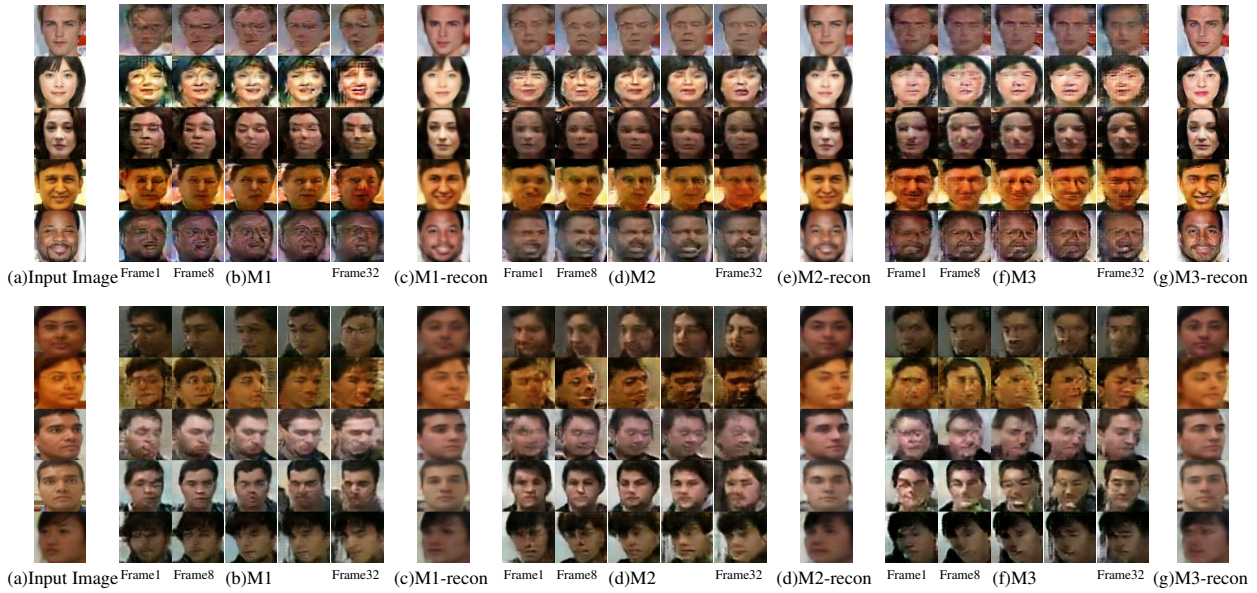 (a)Input Image Frame1 Frame8 (b)M1 Frame32 (c)M1-recon Frame1 Frame8 (d)M2 Frame32 (e)M2-recon Frame1 Frame8 (f)M3 Frame32 (g)M3-recon
(a)Input Image Frame1 Frame8 (b)M1 Frame32 (c)M1-recon Frame1 Frame8 (d)M2 Frame32 (d)M2-recon Frame1 Frame8 (f)M3 Frame32 (g)M3-recon